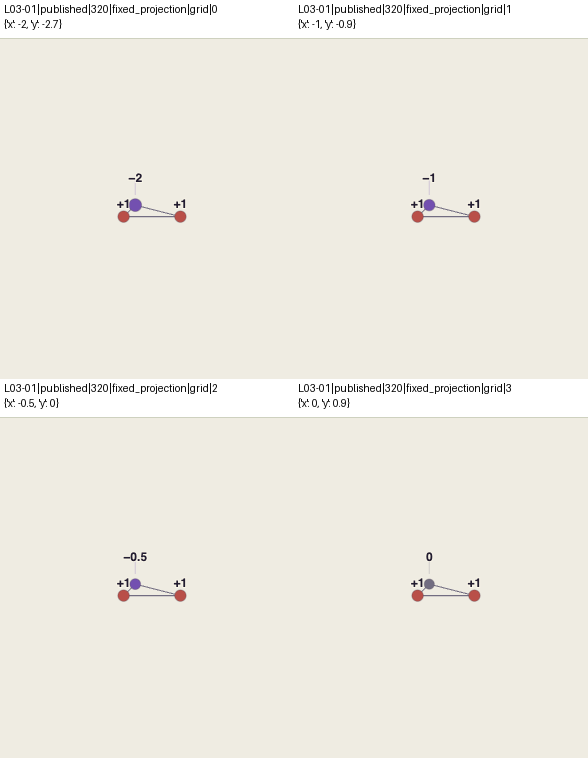 L03-01|published|320|fixed_projection|grid|0
{'x': -2, 'y': -2.7}
−2
+1 +1
L03-01|published|320|fixed_projection|grid|1
{'x': -1, 'y': -0.9}
−1
+1 +1
L03-01|published|320|fixed_projection|grid|2
{'x': -0.5, 'y': 0}
−0.5
+1 +1
L03-01|published|320|fixed_projection|grid|3
{'x': 0, 'y': 0.9}
0
+1 +1